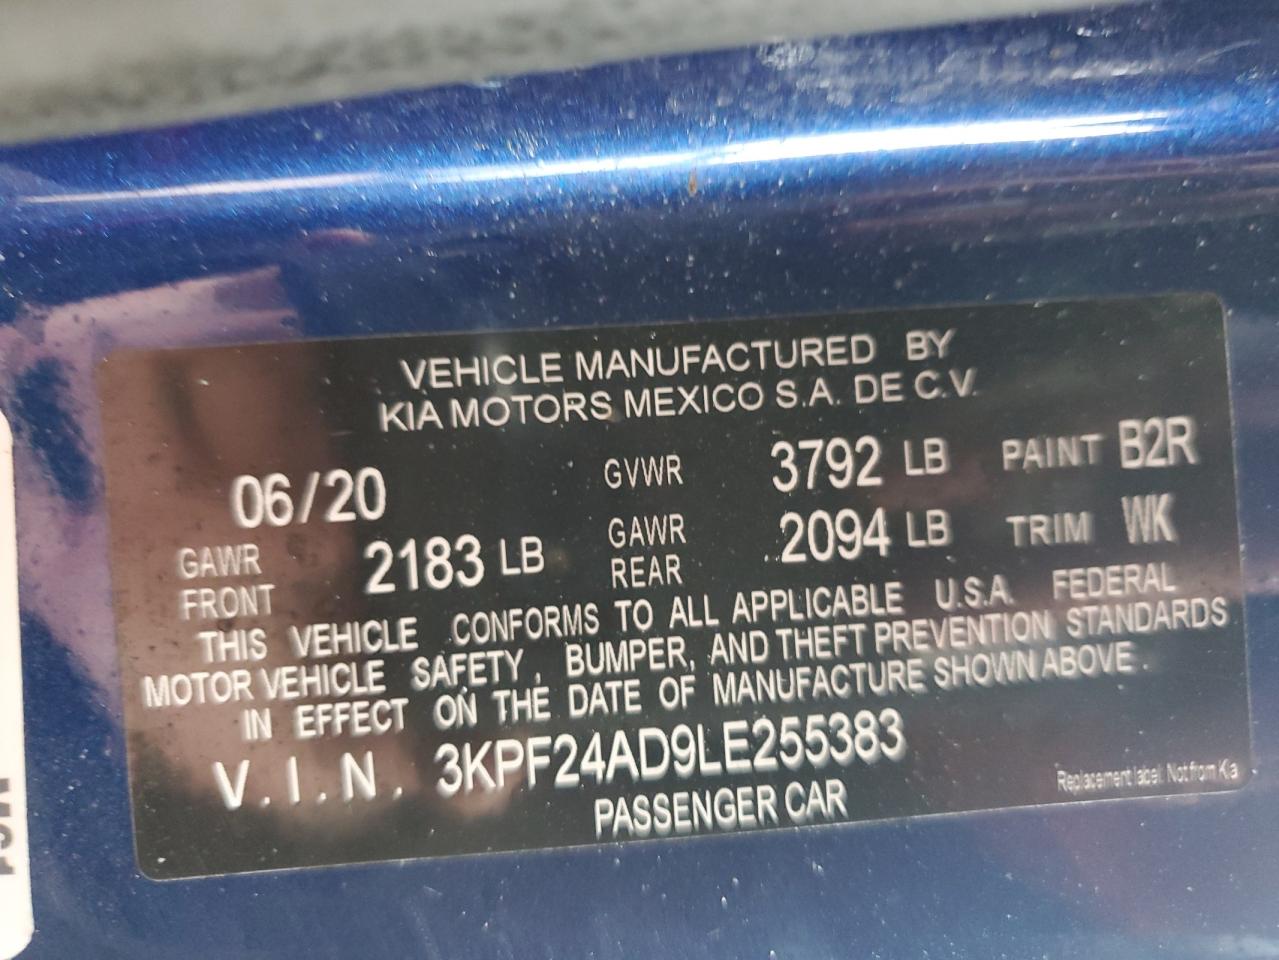 VEHICLE MANUFACTURED BY
KIA MOTORS MEXICO S.A. DE C.V.
06/20 GVWR 3792 LB PAINT B2R
GAWR FRONT 2183 LB GAWR REAR 2094 LB TRIM WK
THIS VEHICLE CONFORMS TO ALL APPLICABLE U.S.A. FEDERAL
MOTOR VEHICLE SAFETY, BUMPER, AND THEFT PREVENTION STANDARDS
IN EFFECT ON THE DATE OF MANUFACTURE SHOWN ABOVE.
V.I.N. 3KPF24AD9LE255383
PASSENGER CAR
Replacement label. Not from Kia